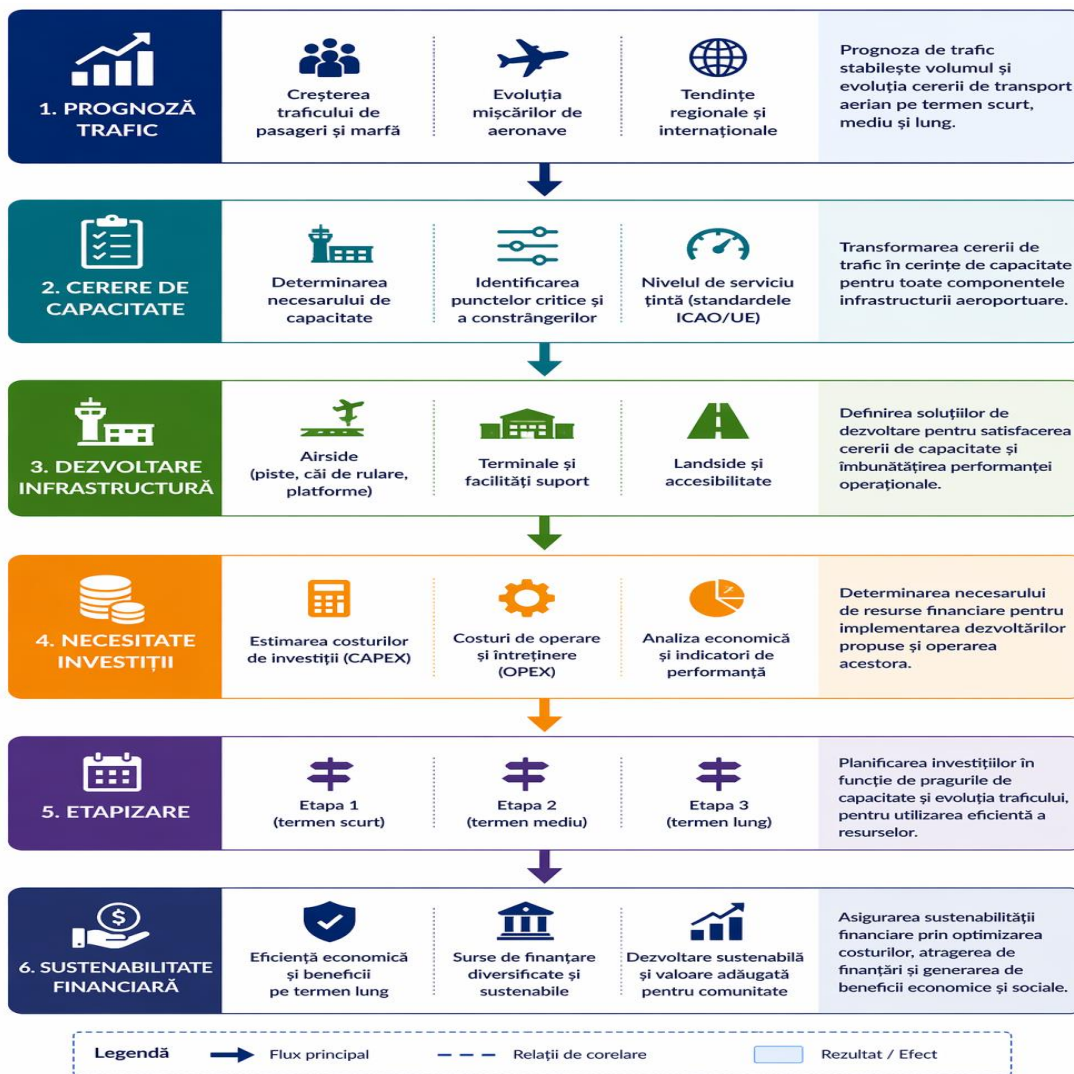 1. PROGNOZĂ
TRAFIC
Creșterea
traficului de
pasageri și marfă
Evoluția
mișcărilor de
aeronave
Tendințe
regionale și
internaționale
Prognoza de trafic
stabilește volumul și
evoluția cererii de transport
aerian pe termen scurt,
mediu și lung.
2. CERERE DE
CAPACITATE
Determinarea
necesarului de
capacitate
Identificarea
punctelor critice și
a constrângerilor
Nivelul de serviciu
țintă (standardele
ICAO/UE)
Transformarea cererii de
trafic în cerințe de capacitate
pentru toate componentele
infrastructurii aeroportuare.
3. DEZVOLTARE
INFRASTRUCTURĂ
Airside
(piste, căi de rulare,
platforme)
Terminale și
facilități suport
Landside și
accesibilitate
Definirea soluțiilor de
dezvoltare pentru satisfacerea
cererii de capacitate și
îmbunătățirea performanței
operaționale.
4. NECESITATE
INVESTIȚII
Estimarea costurilor
de investiții (CAPEX)
Costuri de operare
și întreținere
(OPEX)
Analiza economică
și indicatori de
performanță
Determinarea necesarului
de resurse financiare pentru
implementarea dezvoltărilor
propuse și operarea
acestora.
5. ETAPIZARE
Etapa 1
(termen scurt)
Etapa 2
(termen mediu)
Etapa 3
(termen lung)
Planificarea investițiilor în
funcție de pragurile de
capacitate și evoluția traficului,
pentru utilizarea eficientă a
resurselor.
6. SUSTENABILITATE
FINANCIARĂ
Eficiență economică
și beneficii
pe termen lung
Surse de finanțare
diversificate și
sustenabile
Dezvoltare sustenabilă
și valoare adăugată
pentru comunitate
Asigurarea sustenabilității
financiare prin optimizarea
costurilor, atragerea de
finanțări și generarea de
beneficii economice și sociale.
Legendă
Flux principal
Relații de corelare
Rezultat / Efect